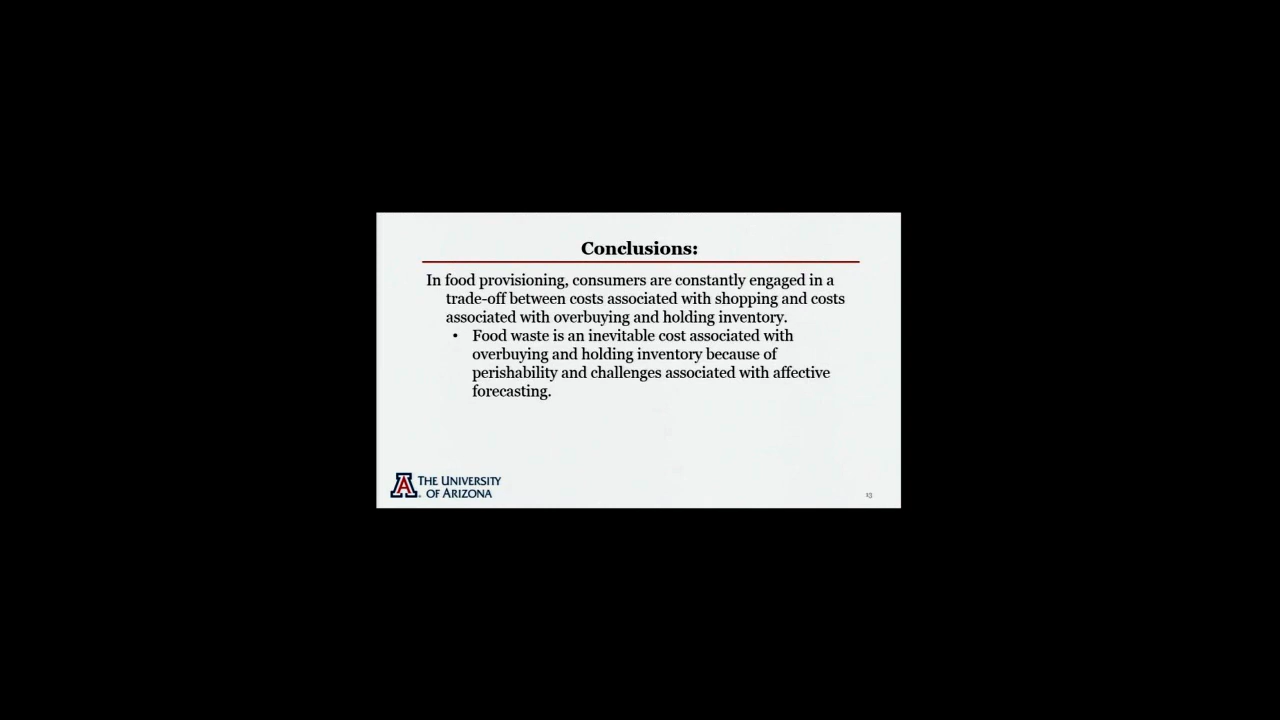 Conclusions:
In food provisioning, consumers are constantly engaged in a
trade-off between costs associated with shopping and costs
associated with overbuying and holding inventory.
• Food waste is an inevitable cost associated with
overbuying and holding inventory because of
perishability and challenges associated with affective
forecasting.
A THE UNIVERSITY
OF ARIZONA
13